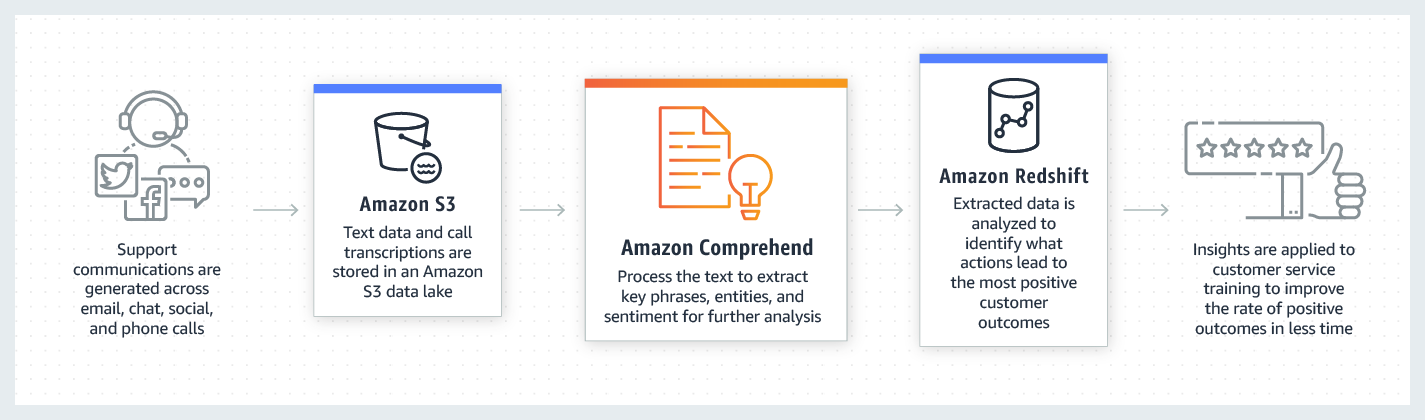 Support
communications are
generated across
email, chat, social,
and phone calls
Amazon S3
Text data and call
transcriptions are
stored in an Amazon
S3 data lake
Amazon Comprehend
Process the text to extract
key phrases, entities, and
sentiment for further analysis
Amazon Redshift
Extracted data is
analyzed to
identify what
actions lead to
the most positive
customer
outcomes
Insights are applied to
customer service
training to improve
the rate of positive
outcomes in less time